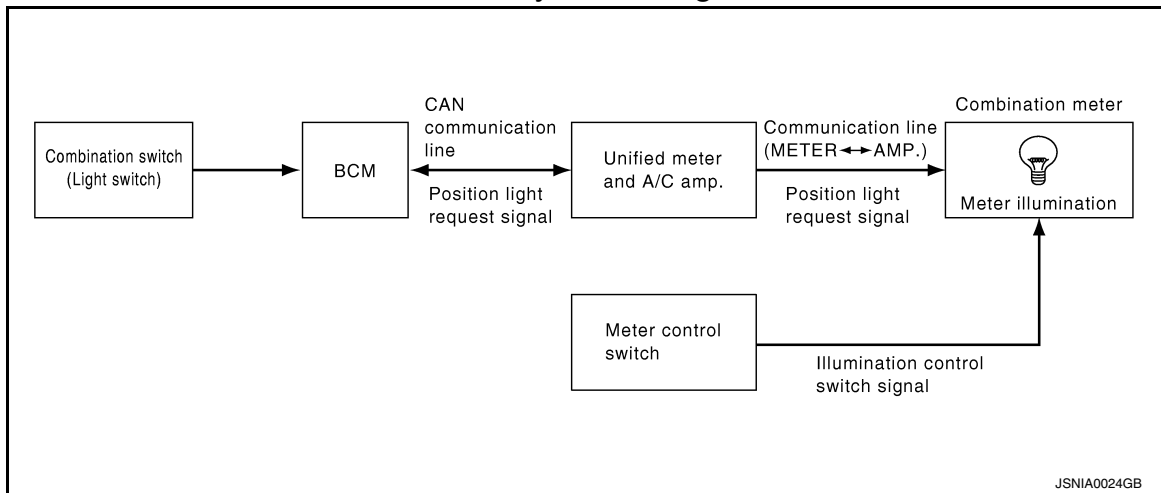 CAN
communication
line
Combination meter
Communication line
(METER↔AMP.)
Combination switch
(Light switch)
BCM
Unified meter
and A/C amp.
Meter illumination
Position light
request signal
Position light
request signal
Meter control
switch
Illumination control
switch signal
JSNIA0024GB